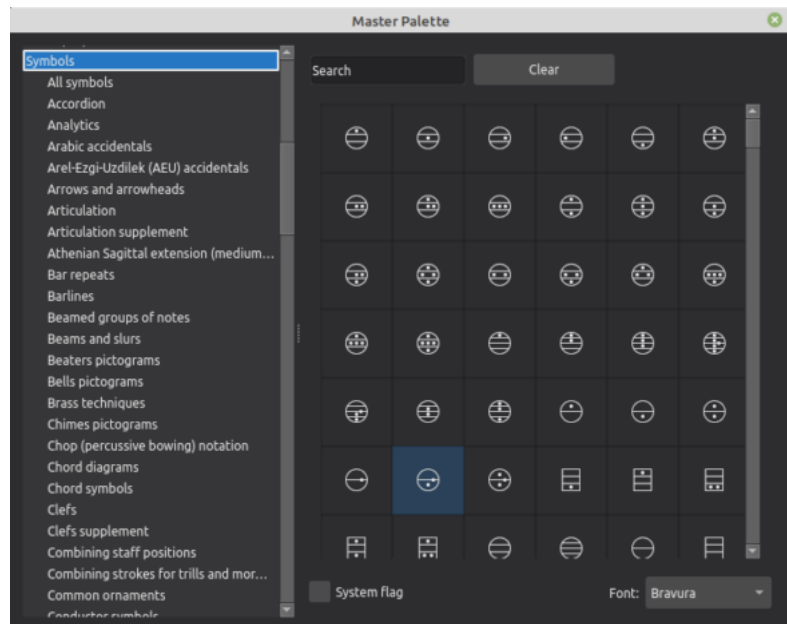 Master Palette
Symbols
All symbols
Accordion
Analytics
Arabic accidentals
Arel-Ezgi-Uzdilek (AEU) accidentals
Arrows and arrowheads
Articulation
Articulation supplement
Athenian Sagittal extension (medium...
Bar repeats
Barlines
Beamed groups of notes
Beams and slurs
Beaters pictograms
Bells pictograms
Brass techniques
Chimes pictograms
Chop (percussive bowing) notation
Chord diagrams
Chord symbols
Clefs
Clefs supplement
Combining staff positions
Combining strokes for trills and mor...
Common ornaments
Conductor symbols
Search
Clear
System flag
Font: Bravura